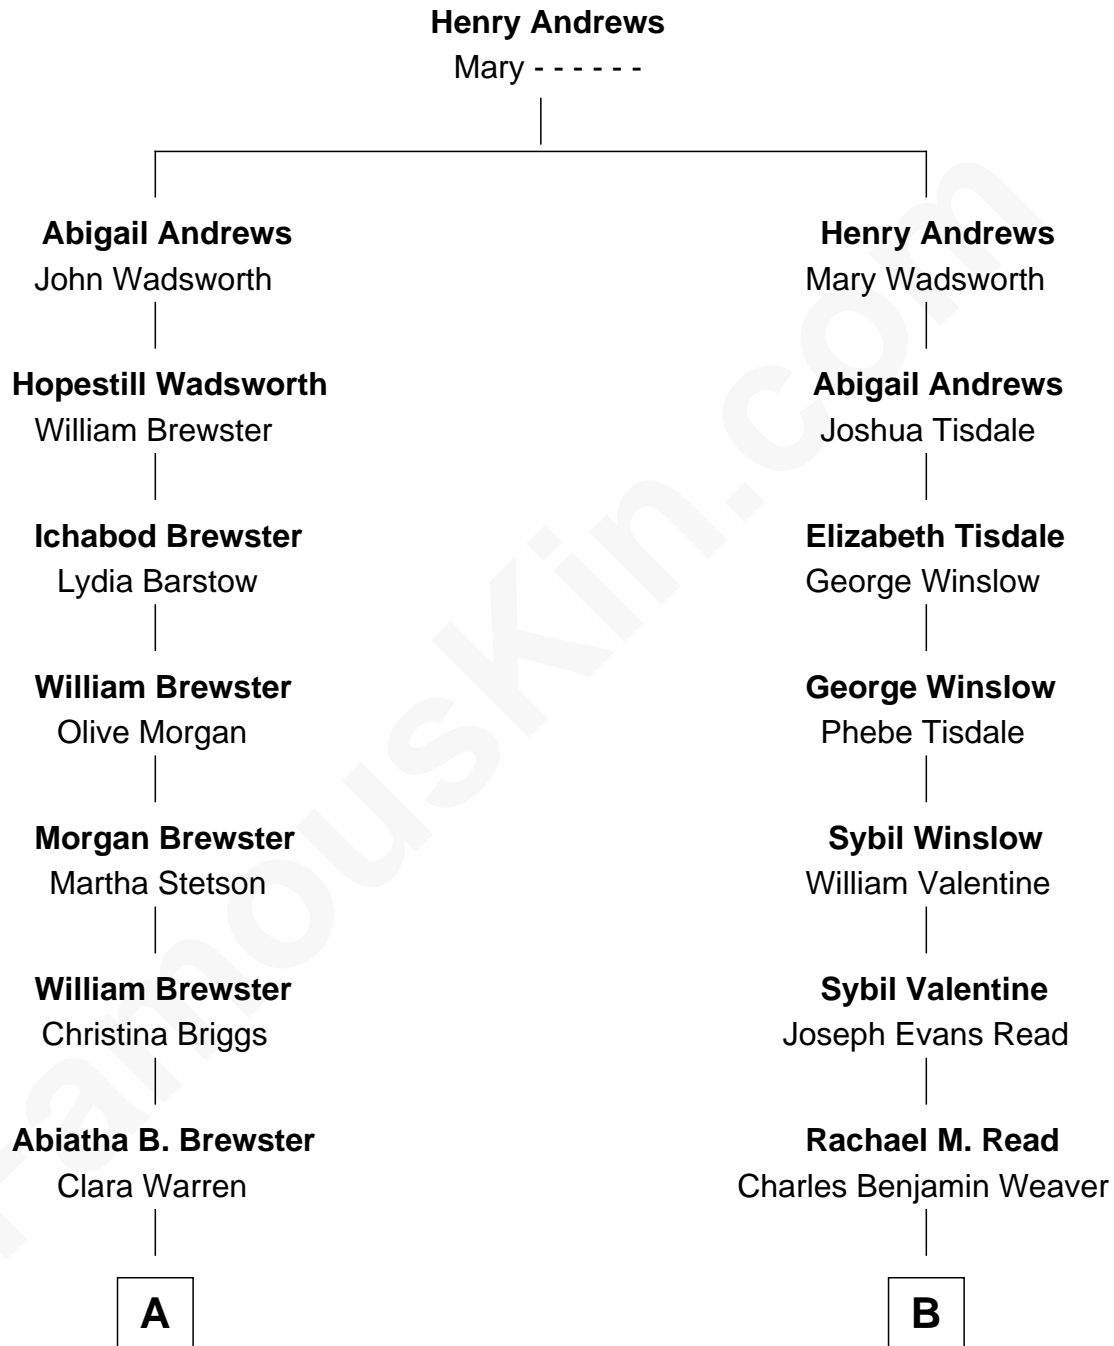 Henry Andrews
Mary - - - - - -
Abigail Andrews
John Wadsworth
Hopestill Wadsworth
William Brewster
Ichabod Brewster
Lydia Barstow
William Brewster
Olive Morgan
Morgan Brewster
Martha Stetson
William Brewster
Christina Briggs
Abiatha B. Brewster
Clara Warren
A
Henry Andrews
Mary Wadsworth
Abigail Andrews
Joshua Tisdale
Elizabeth Tisdale
George Winslow
George Winslow
Phebe Tisdale
Sybil Winslow
William Valentine
Sybil Valentine
Joseph Evans Read
Rachael M. Read
Charles Benjamin Weaver
B
FamousKin.com